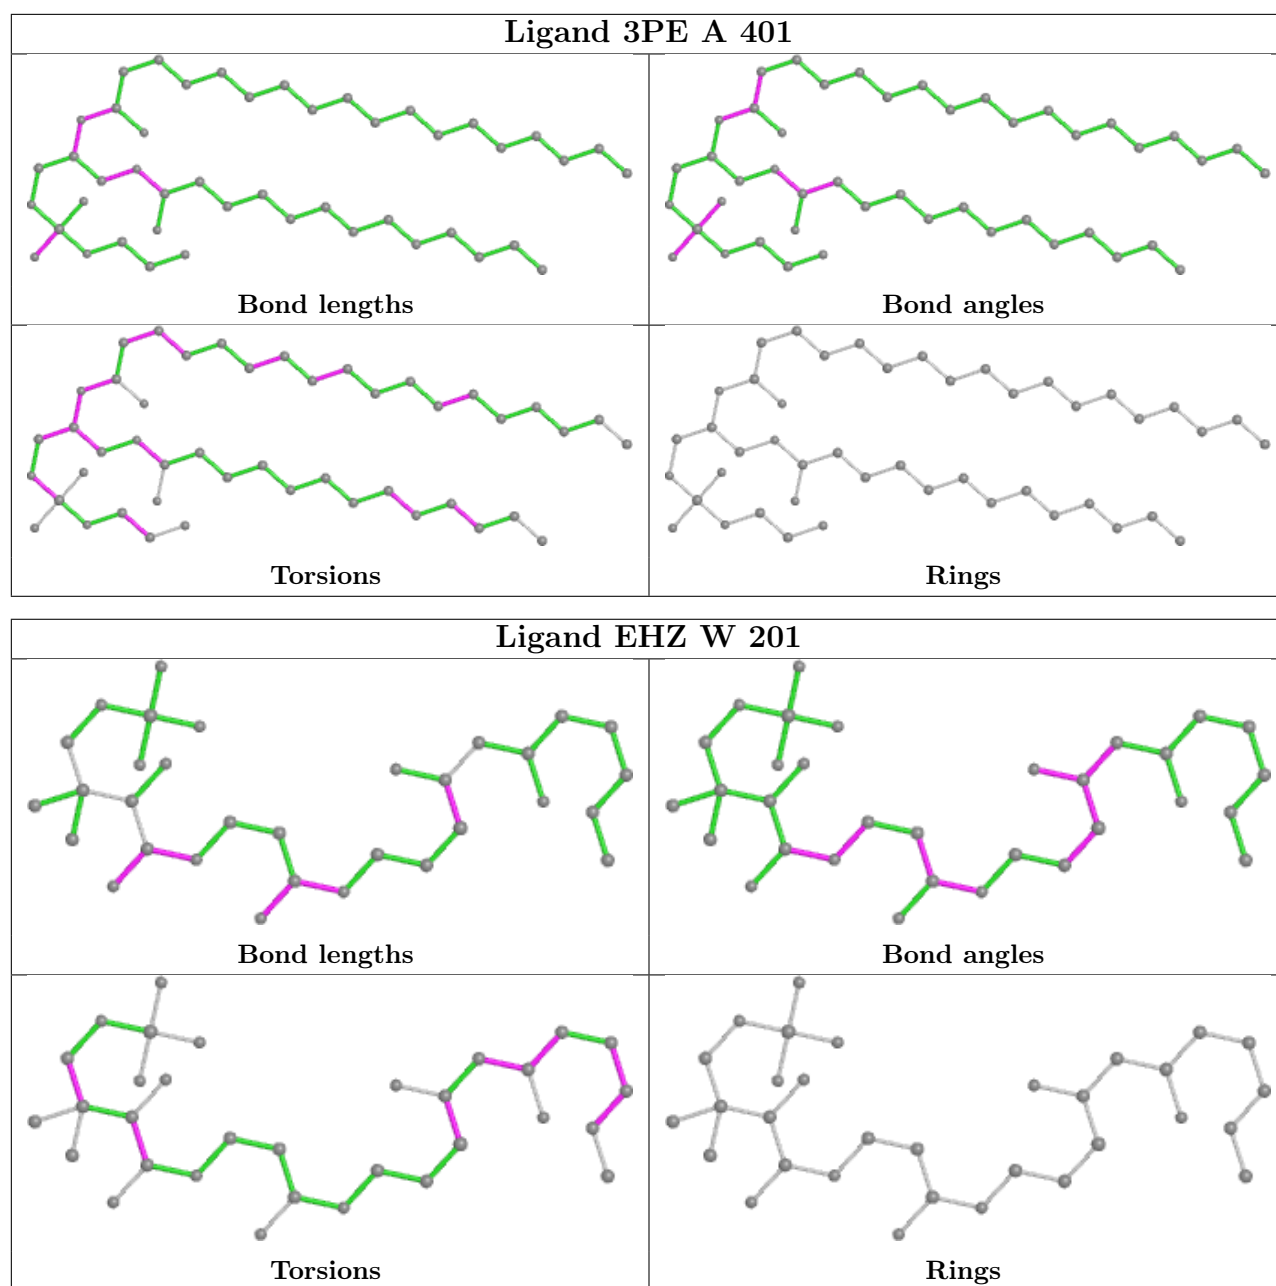 Ligand 3PE A 401
Bond lengths
Bond angles
Torsions
Rings
Ligand EHZ W 201
Bond lengths
Bond angles
Torsions
Rings